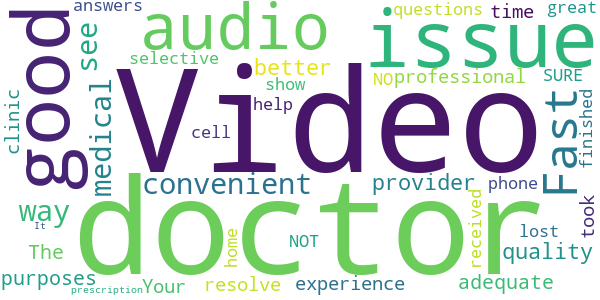 answers
questions
time
great
audio
issue
good
see
selective
better
show
NO
professional
SURE
clinic
medical
Video
help
cell
Fast
finished
convenient
provider
phone
way
doctor
It
NOT
took
lost
The
home
received
quality
purposes
prescription
Your
resolve
experience
adequate